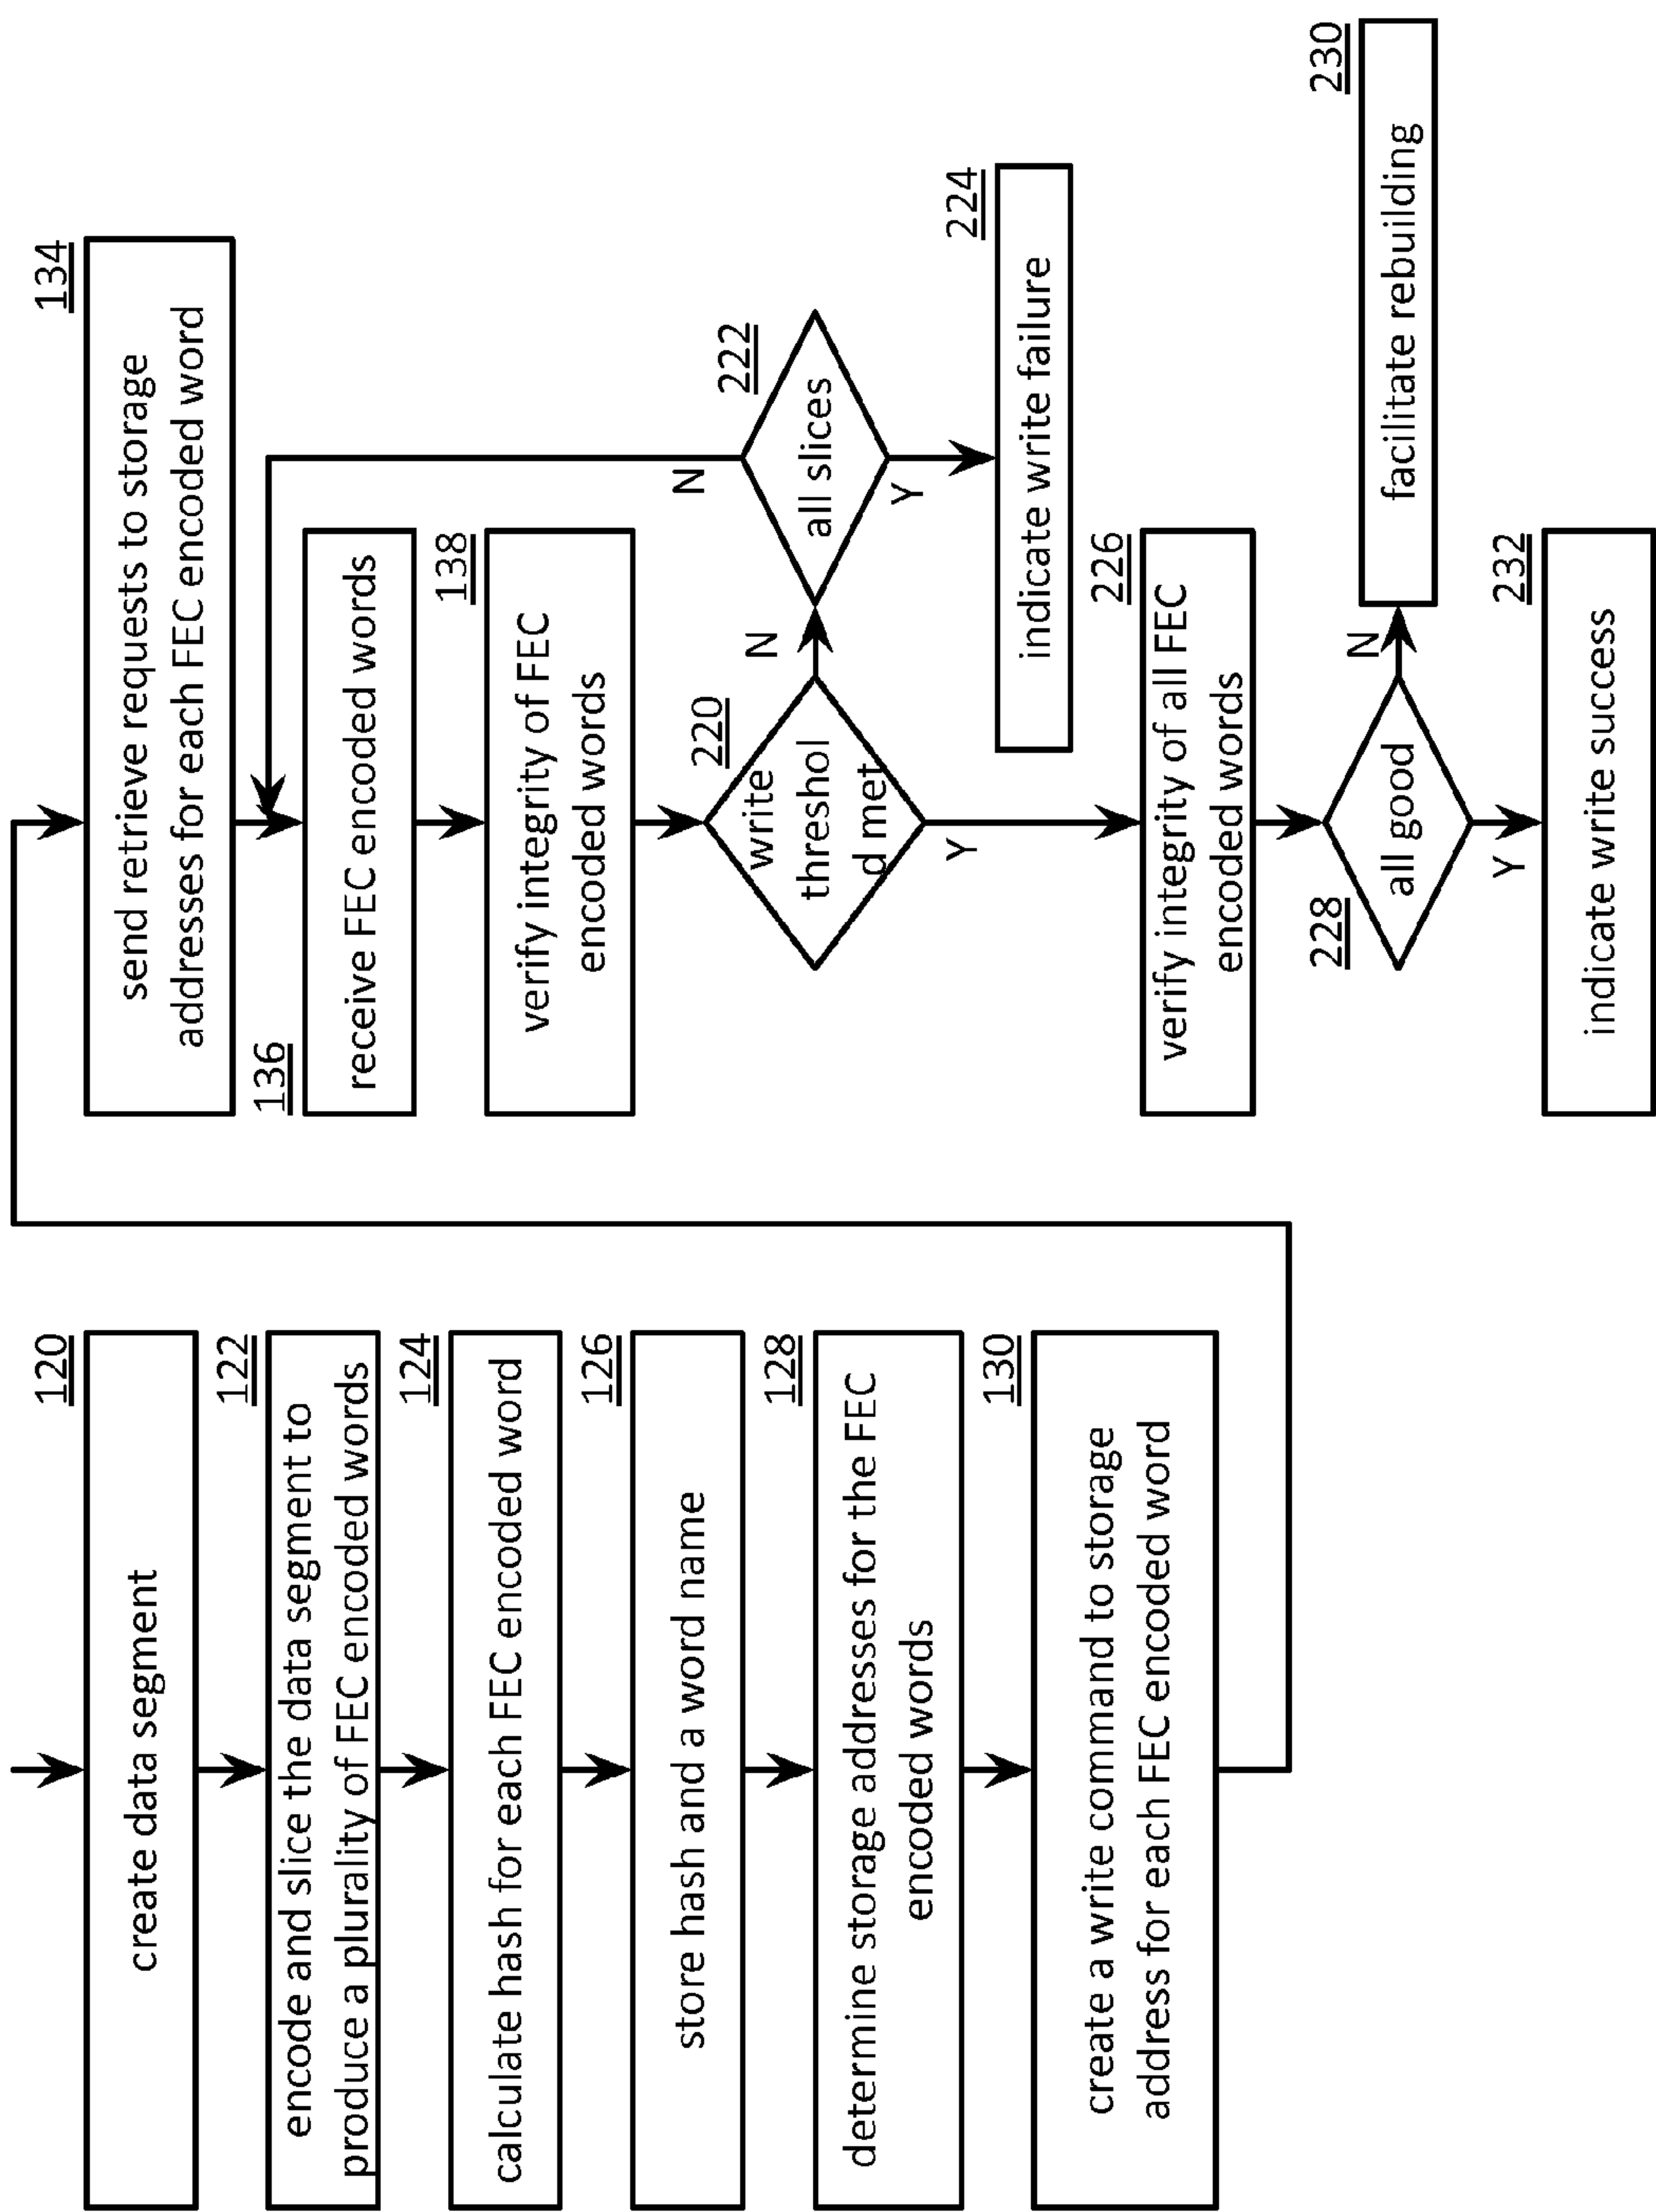 120
create data segment
122
encode and slice the data segment to
produce a plurality of FEC encoded words
124
calculate hash for each FEC encoded word
126
store hash and a word name
128
determine storage addresses for the FEC
encoded words
130
create a write command to storage
address for each FEC encoded word
134
send retrieve requests to storage
addresses for each FEC encoded word
136
receive FEC encoded words
138
verify integrity of FEC
encoded words
220
write
threshol
d met
N
Y
222
all slices
N
Y
224
indicate write failure
226
verify integrity of all FEC
encoded words
228
all good
N
Y
230
facilitate rebuilding
232
indicate write success